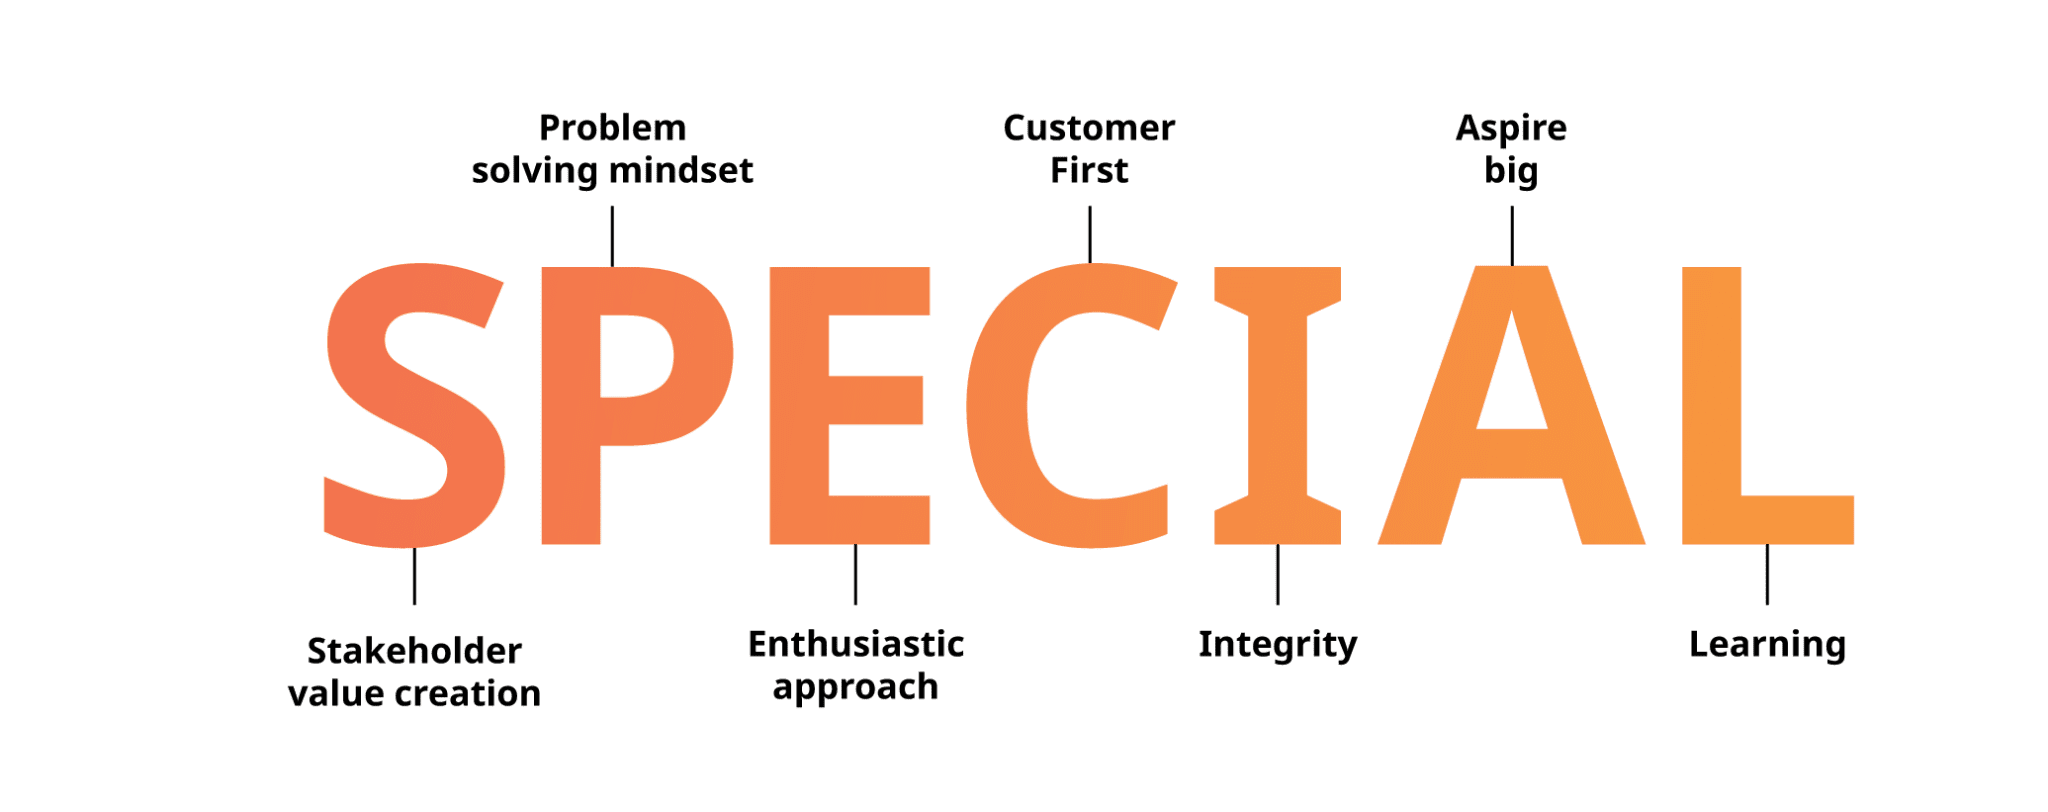 Problem
solving mindset
Customer
First
Aspire
big
SPECIAL
Stakeholder
value creation
Enthusiastic
approach
Integrity
Learning